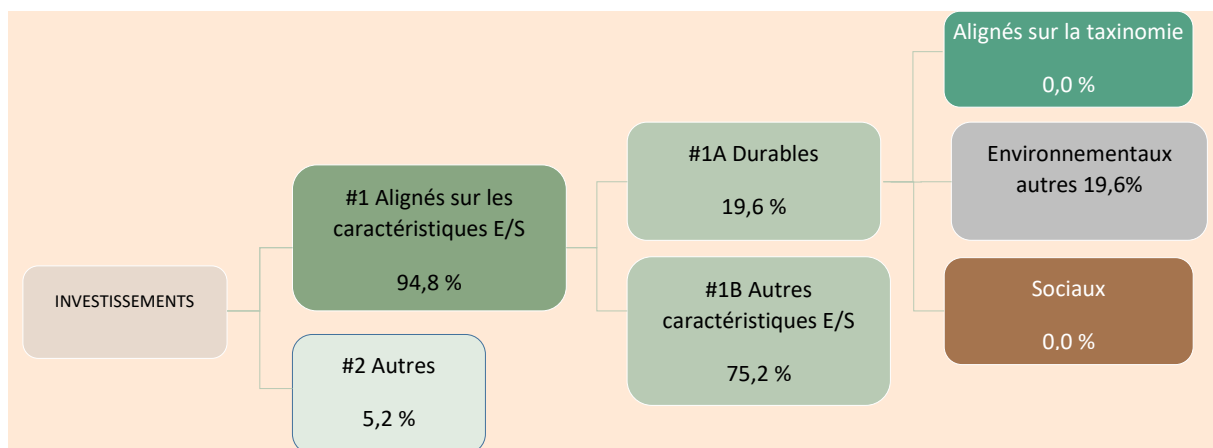 INVESTISSEMENTS
#1 Alignés sur les
caractéristiques E/S
94,8 %
#2 Autres
5,2 %
#1A Durables
19,6 %
#1B Autres
caractéristiques E/S
75,2 %
Alignés sur la taxinomie
0,0 %
Environnementaux
autres 19,6%
Sociaux
0,0 %